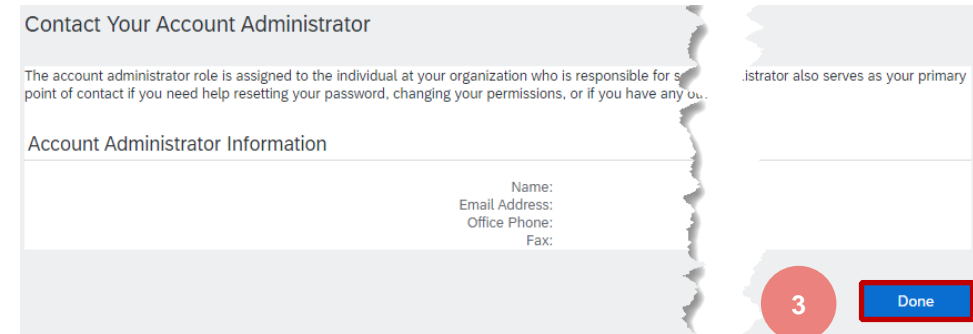 Contact Your Account Administrator
The account administrator role is assigned to the individual at your organization who is responsible for istrator also serves as your primary
point of contact if you need help resetting your password, changing your permissions, or if you have any
Account Administrator Information
Name:
Email Address:
Office Phone:
Fax:
3
Done